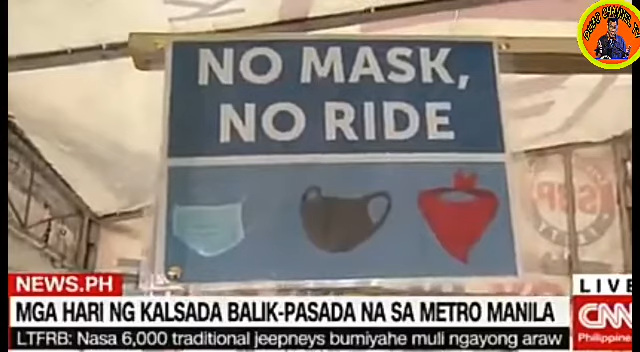 NO MASK,
NO RIDE
NEWS.PH
LIVE
MGA HARI NG KALSADA BALIK-PASADA NA SA METRO MANILA
CNN
Philippines
LTFRB: Nasa 6,000 traditional jeepneys bumiyahe muli ngayong araw